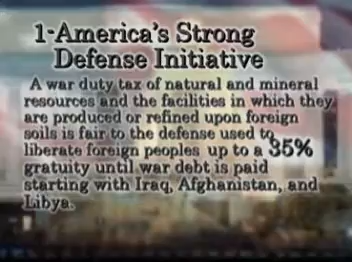 1-America's Strong
Defense Initiative
A war duty tax of natural and mineral
resources and the facilities in which they
are produced or refined upon foreign
soils is fair to the defense used to
liberate foreign peoples up to a 35%
gratuity until war debt is paid
starting with Iraq, Afghanistan, and
Libya.